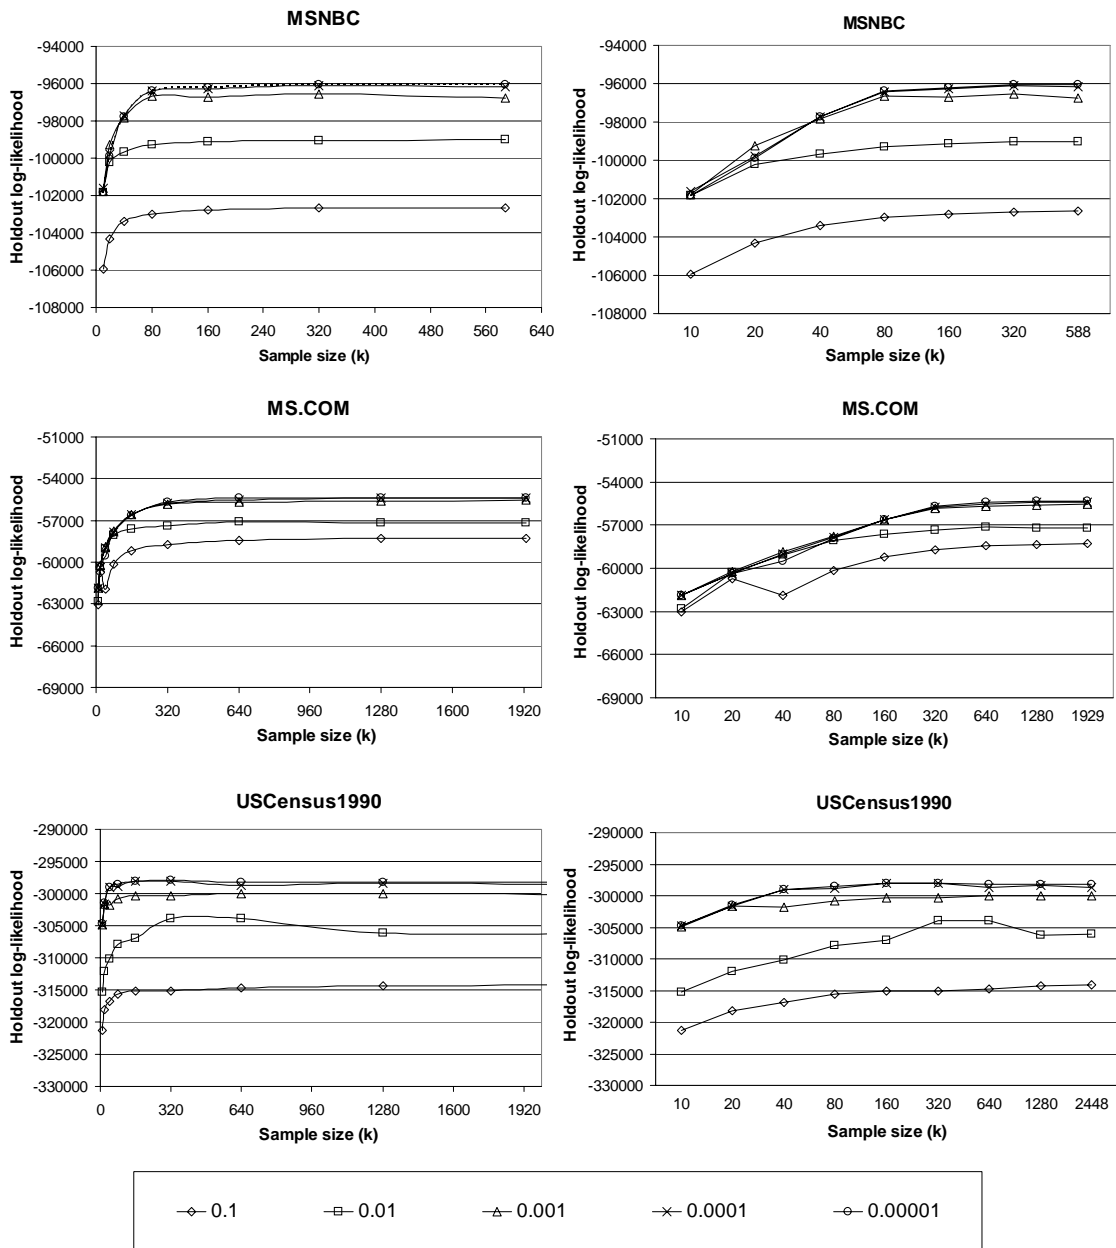 MSNBC
Holdout log-likelihood
-94000
-96000
-98000
-100000
-102000
-104000
-106000
-108000
0 80 160 240 320 400 480 560 640
Sample size (k)
MSNBC
Holdout log-likelihood
-94000
-96000
-98000
-100000
-102000
-104000
-106000
-108000
10 20 40 80 160 320 588
Sample size (k)
MS.COM
Holdout log-likelihood
-51000
-54000
-57000
-60000
-63000
-66000
-69000
0 320 640 960 1280 1600 1920
Sample size (k)
MS.COM
Holdout log-likelihood
-51000
-54000
-57000
-60000
-63000
-66000
-69000
10 20 40 80 160 320 640 1280 1929
Sample size (k)
USCensus1990
Holdout log-likelihood
-290000
-295000
-300000
-305000
-310000
-315000
-320000
-325000
-330000
0 320 640 960 1280 1600 1920
Sample size (k)
USCensus1990
Holdout log-likelihood
-290000
-295000
-300000
-305000
-310000
-315000
-320000
-325000
-330000
10 20 40 80 160 320 640 1280 2448
Sample size (k)
0.1 0.01 0.001 0.0001 0.00001